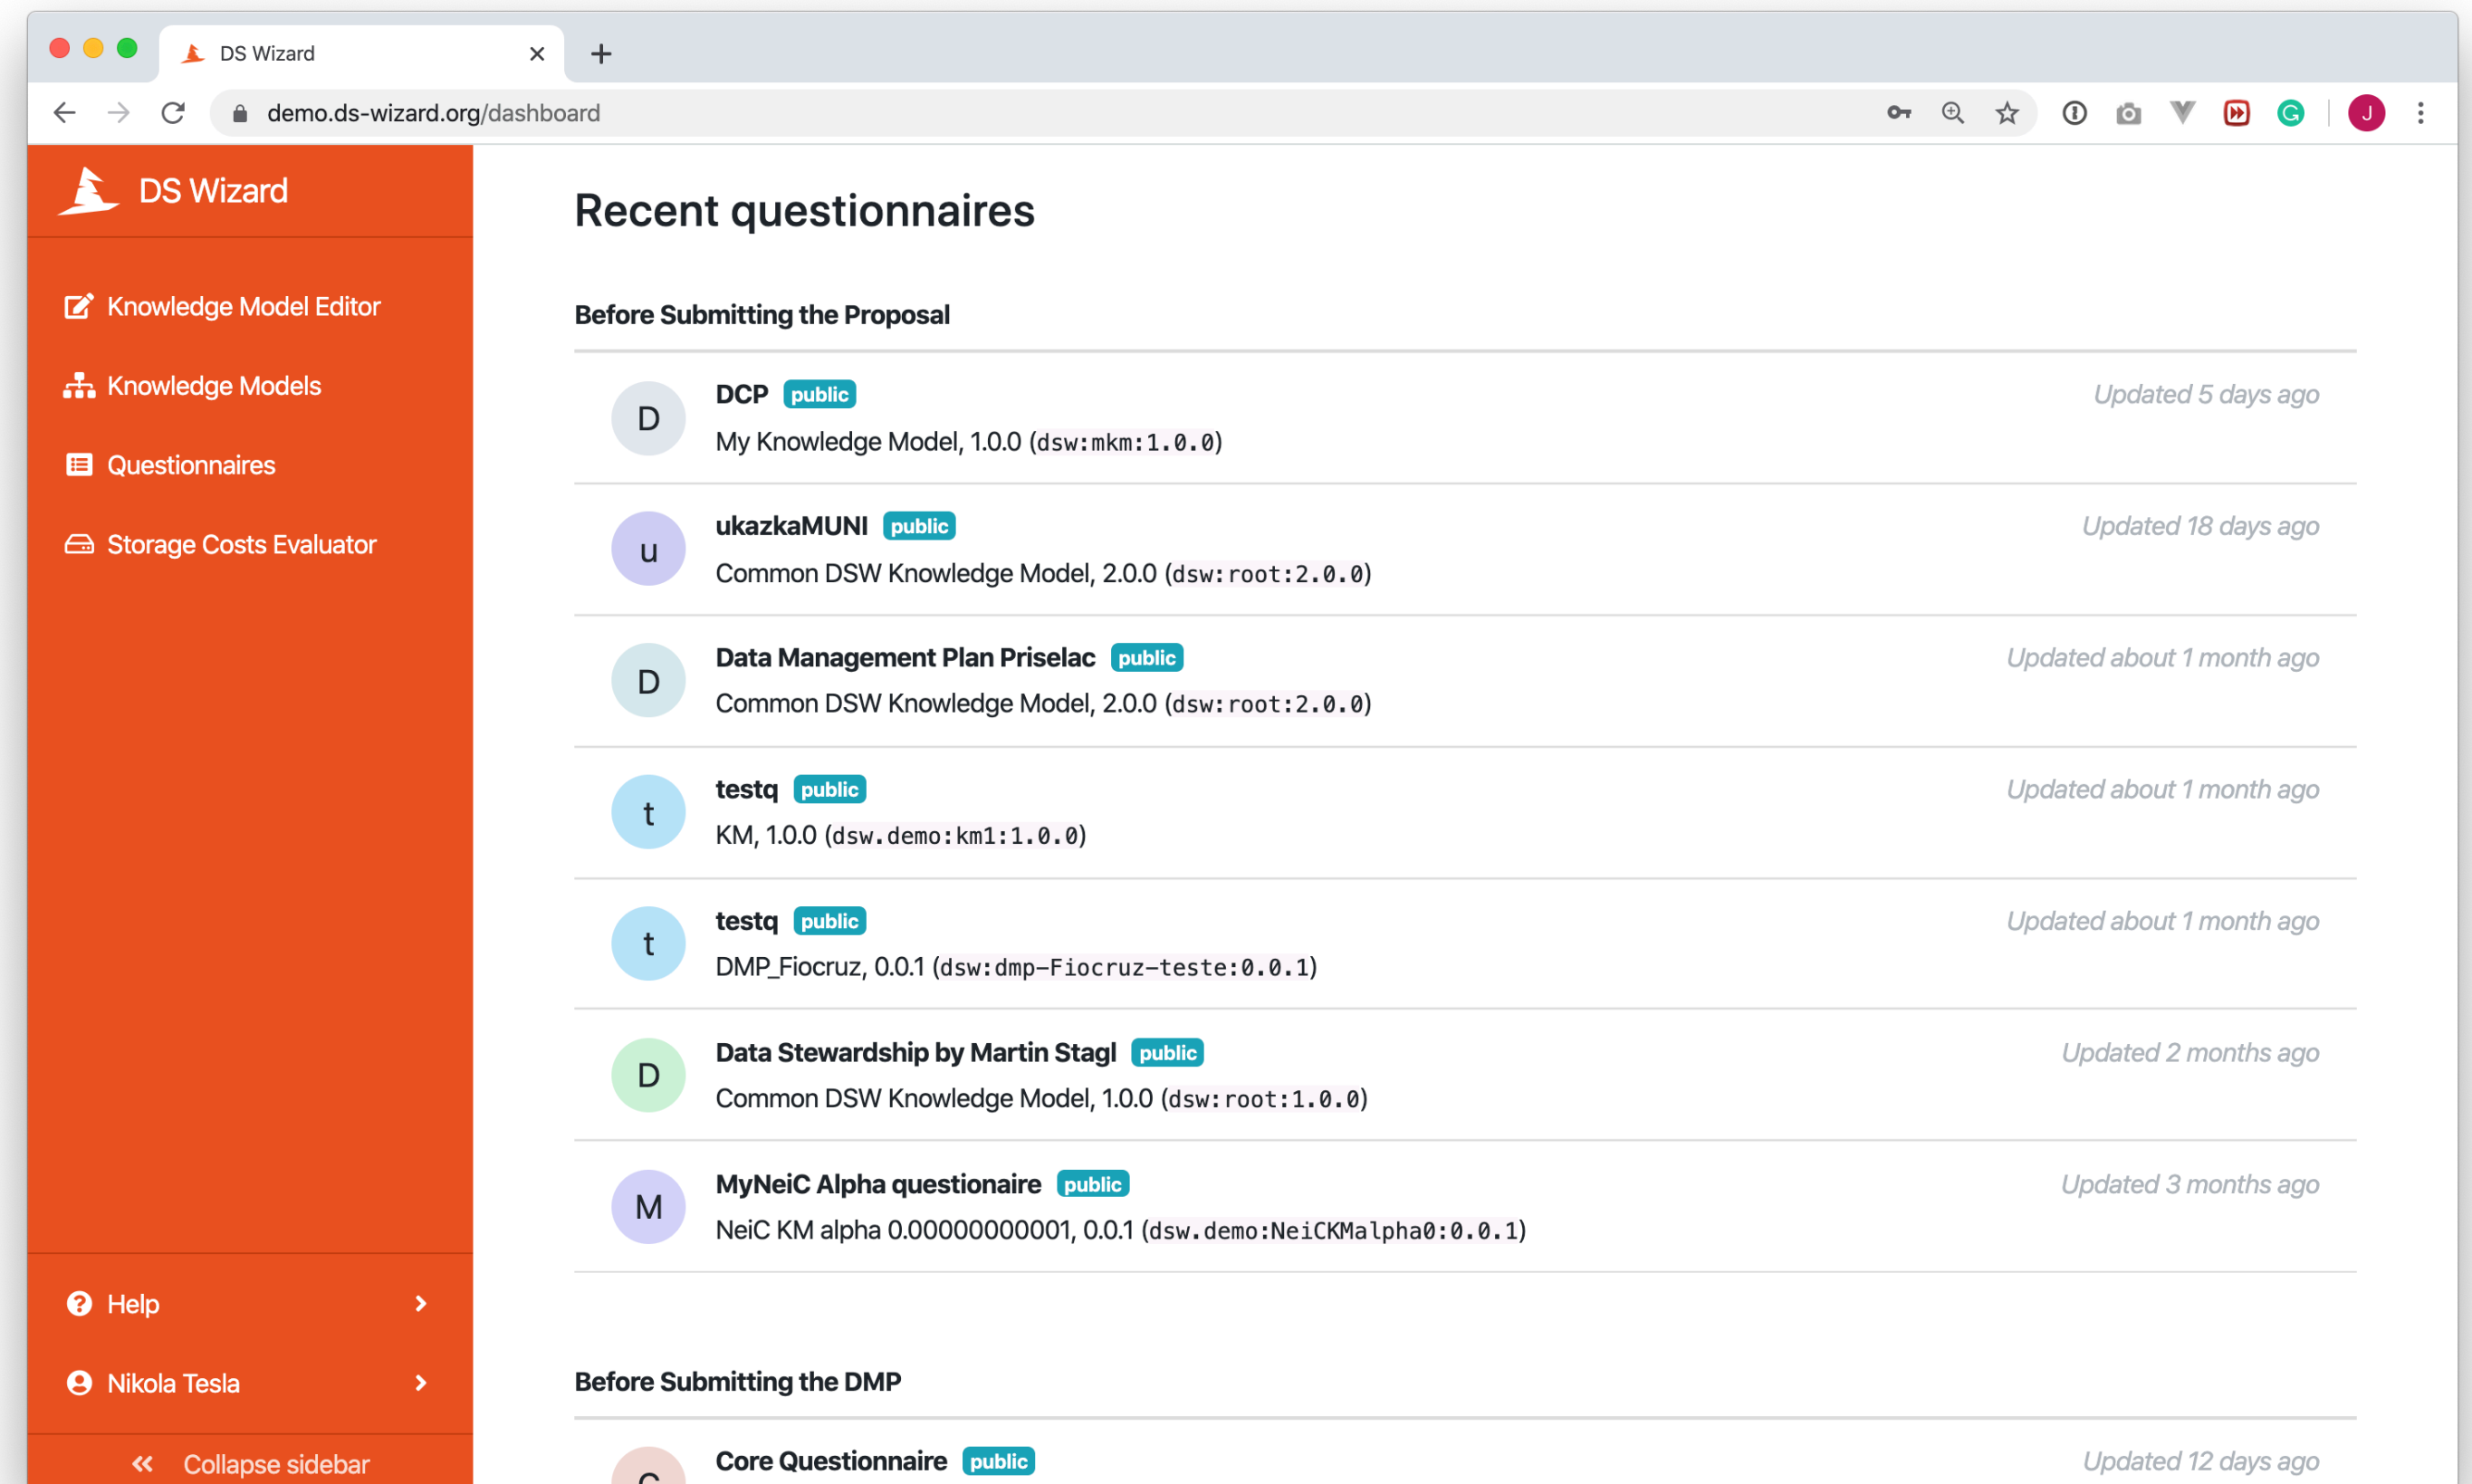 DS Wizard
demo.ds-wizard.org/dashboard
J
DS Wizard
Knowledge Model Editor
Knowledge Models
Questionnaires
Storage Costs Evaluator
Help
Nikola Tesla
Collapse sidebar
Recent questionnaires
Before Submitting the Proposal
D
DCP public
Updated 5 days ago
My Knowledge Model, 1.0.0 (dsw:mkm:1.0.0)
u
ukazkaMUNI public
Updated 18 days ago
Common DSW Knowledge Model, 2.0.0 (dsw:root:2.0.0)
D
Data Management Plan Priselac public
Updated about 1 month ago
Common DSW Knowledge Model, 2.0.0 (dsw:root:2.0.0)
t
testq public
Updated about 1 month ago
KM, 1.0.0 (dsw.demo:km1:1.0.0)
t
testq public
Updated about 1 month ago
DMP_Fiocruz, 0.0.1 (dsw:dmp-Fiocruz-teste:0.0.1)
D
Data Stewardship by Martin Stagl public
Updated 2 months ago
Common DSW Knowledge Model, 1.0.0 (dsw:root:1.0.0)
M
MyNeiC Alpha questionaire public
Updated 3 months ago
NeiC KM alpha 0.00000000001, 0.0.1 (dsw.demo:NeiCKMalpha0:0.0.1)
Before Submitting the DMP
C
Core Questionnaire public
Updated 12 days ago